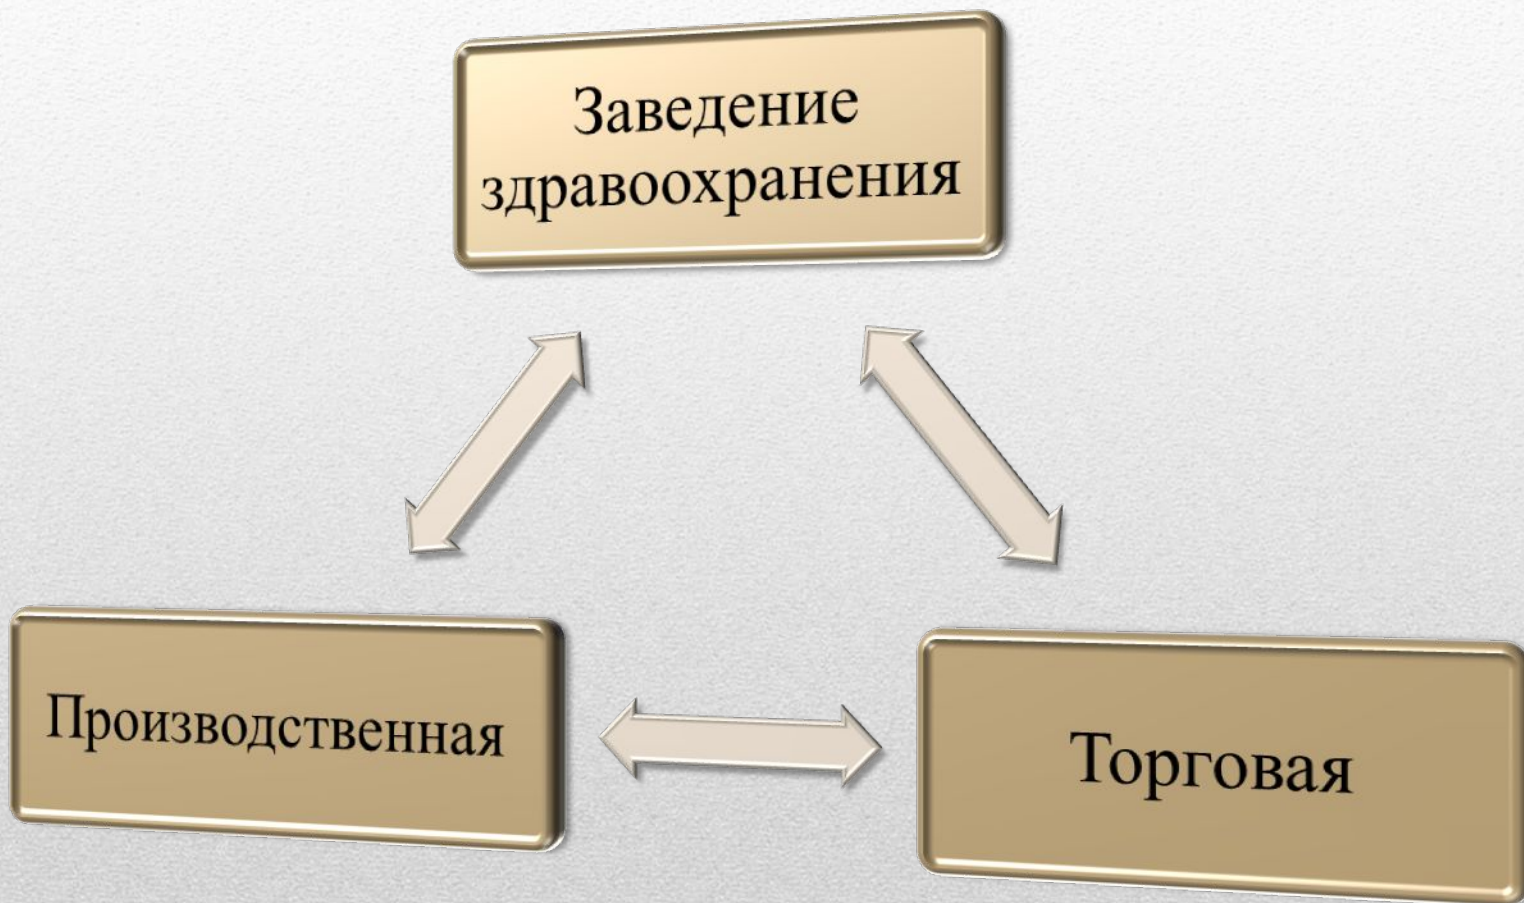 Заведение
здравоохранения
Производственная
Торговая